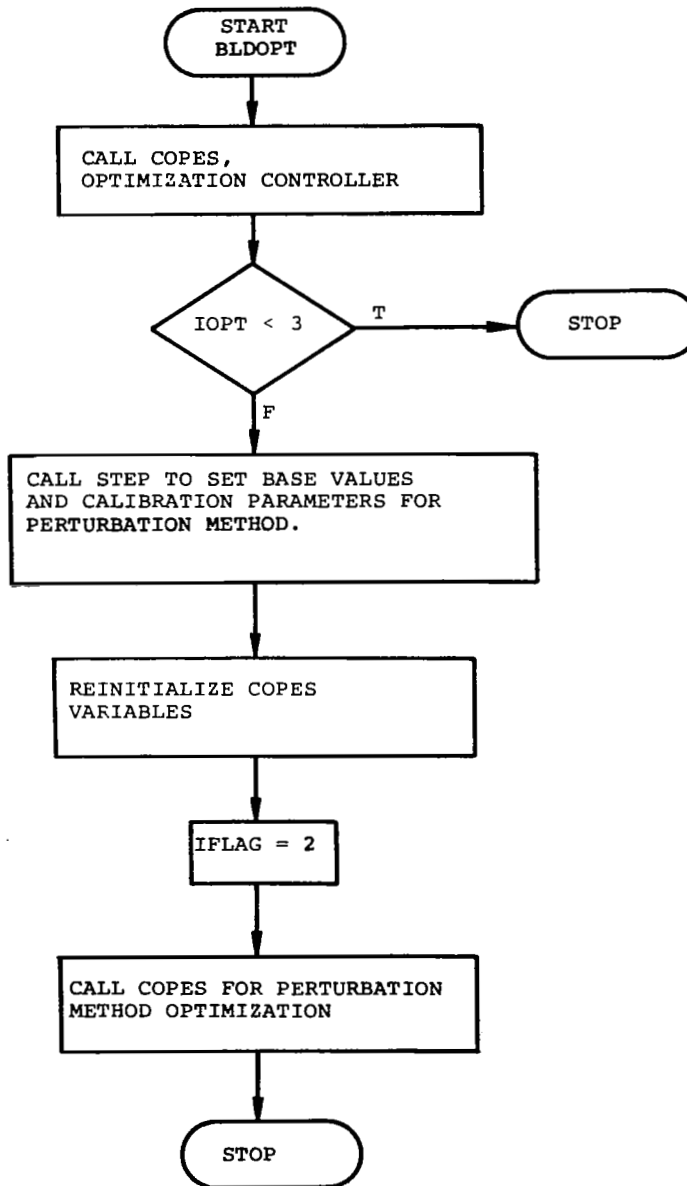 START
BLDOPT
CALL COPES,
OPTIMIZATION CONTROLLER
IOPT < 3
T
STOP
F
CALL STEP TO SET BASE VALUES
AND CALIBRATION PARAMETERS FOR
PERTURBATION METHOD.
REINITIALIZE COPES
VARIABLES
IFLAG = 2
CALL COPES FOR PERTURBATION
METHOD OPTIMIZATION
STOP